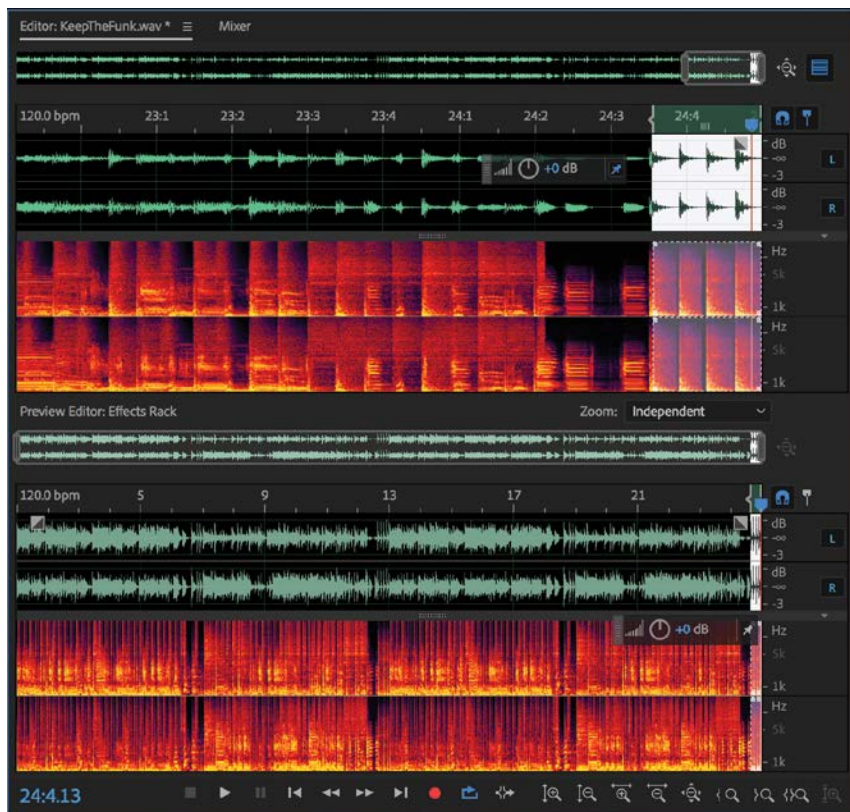 Editor: KeepTheFunk.wav * Mixer
120.0 bpm 23:1 23:2 23:3 23:4 24:1 24:2 24:3 24:4
dB
-∞
-3
L
+0 dB
dB
-∞
-3
R
Hz
5k
1k
Hz
5k
1k
Preview Editor: Effects Rack Zoom: Independent
120.0 bpm 5 9 13 17 21
dB
-∞
-3
L
dB
-∞
-3
R
+0 dB
Hz
5k
1k
Hz
5k
1k
24:4.13